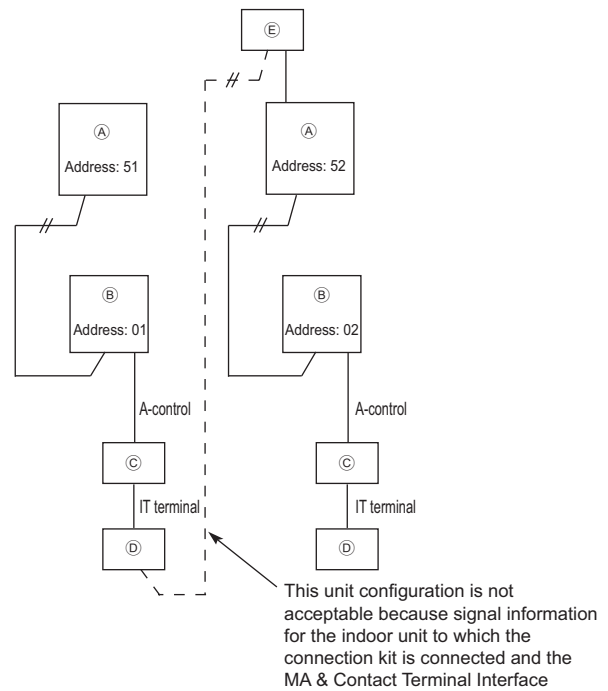 Ⓔ
Ⓐ
Address: 51
Ⓐ
Address: 52
Ⓑ
Address: 01
Ⓑ
Address: 02
A-control
A-control
Ⓒ
Ⓒ
IT terminal
IT terminal
Ⓓ
Ⓓ
This unit configuration is not
acceptable because signal information
for the indoor unit to which the
connection kit is connected and the
MA & Contact Terminal Interface